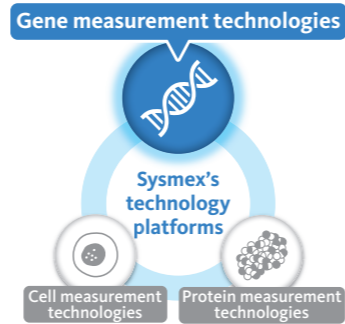 Gene measurement technologies
Sysmex's
technology
platforms
Cell measurement
technologies
Protein measurement
technologies